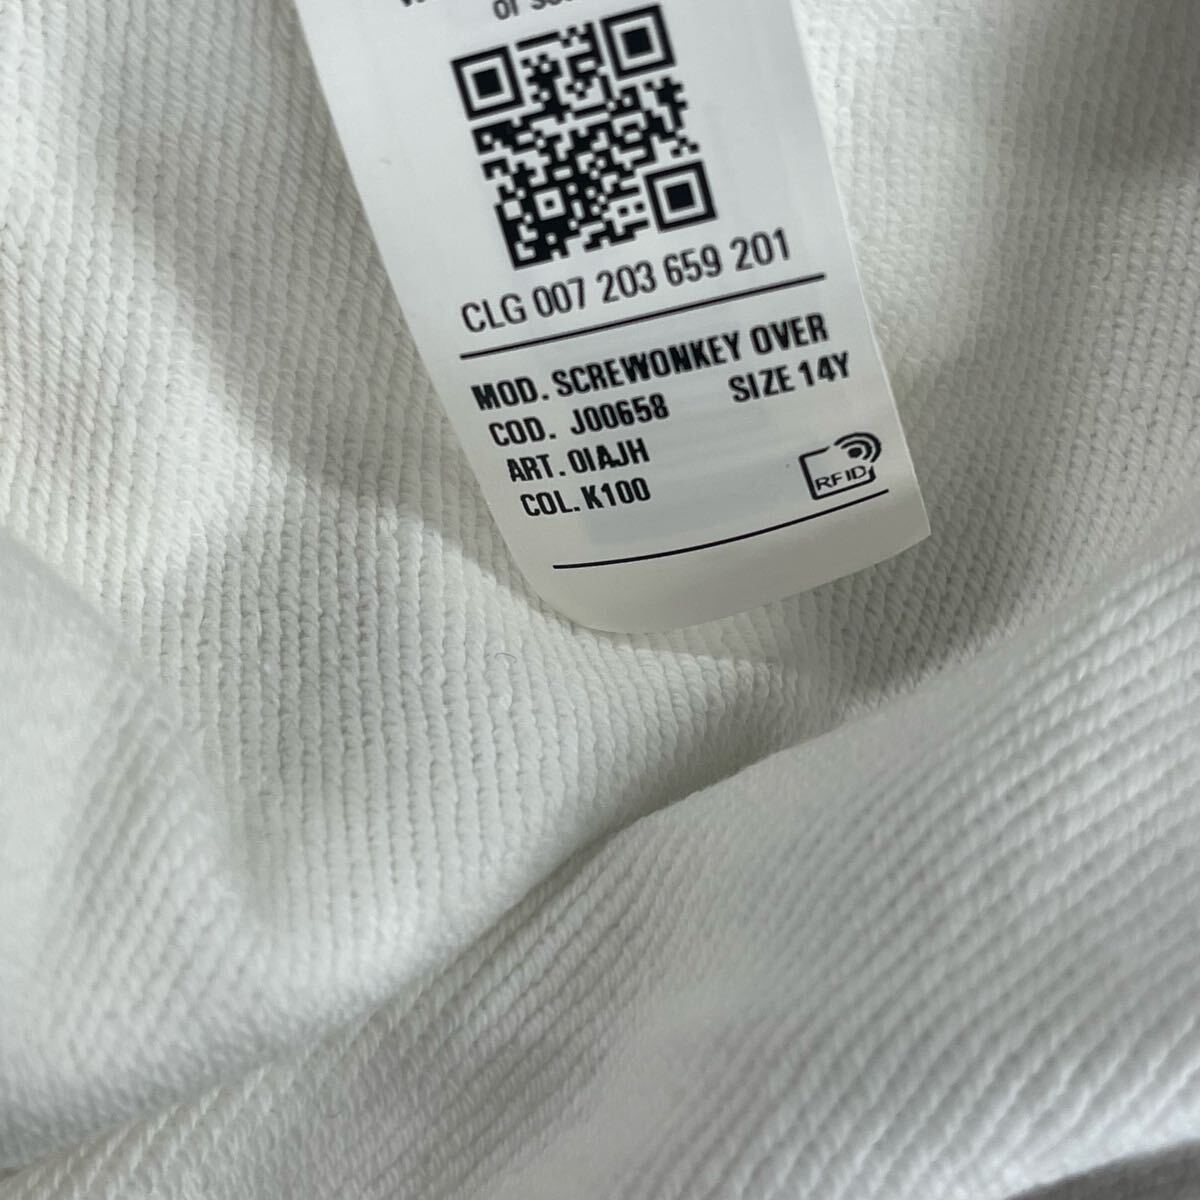 CLG 007 203 659 201
MOD. SCREWONKEY OVER
COD. J00658 SIZE 14Y
ART. 0IAJH
COL. K100
RFID